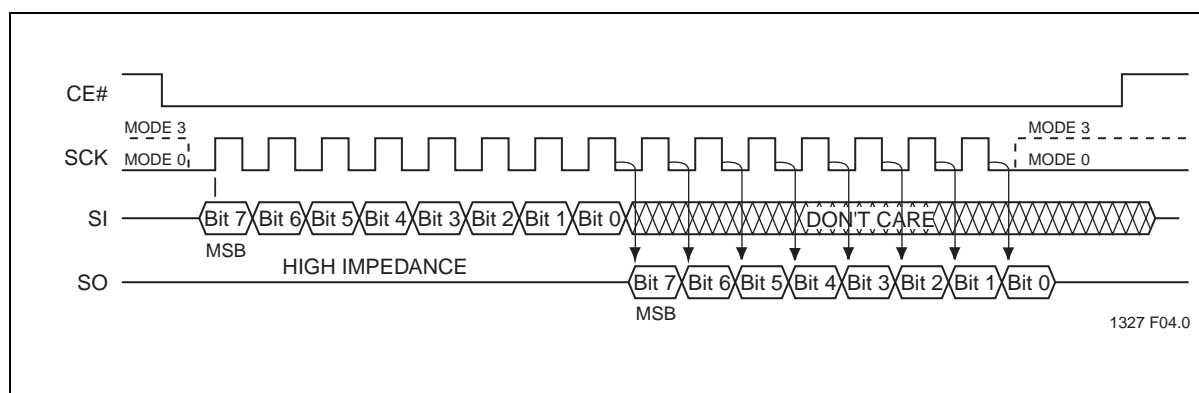 CE#
MODE 3 MODE 3
SCK MODE 0 MODE 0
SI Bit 7 Bit 6 Bit 5 Bit 4 Bit 3 Bit 2 Bit 1 Bit 0 DON'T CARE
MSB
HIGH IMPEDANCE
SO Bit 7 Bit 6 Bit 5 Bit 4 Bit 3 Bit 2 Bit 1 Bit 0
MSB
1327 F04.0